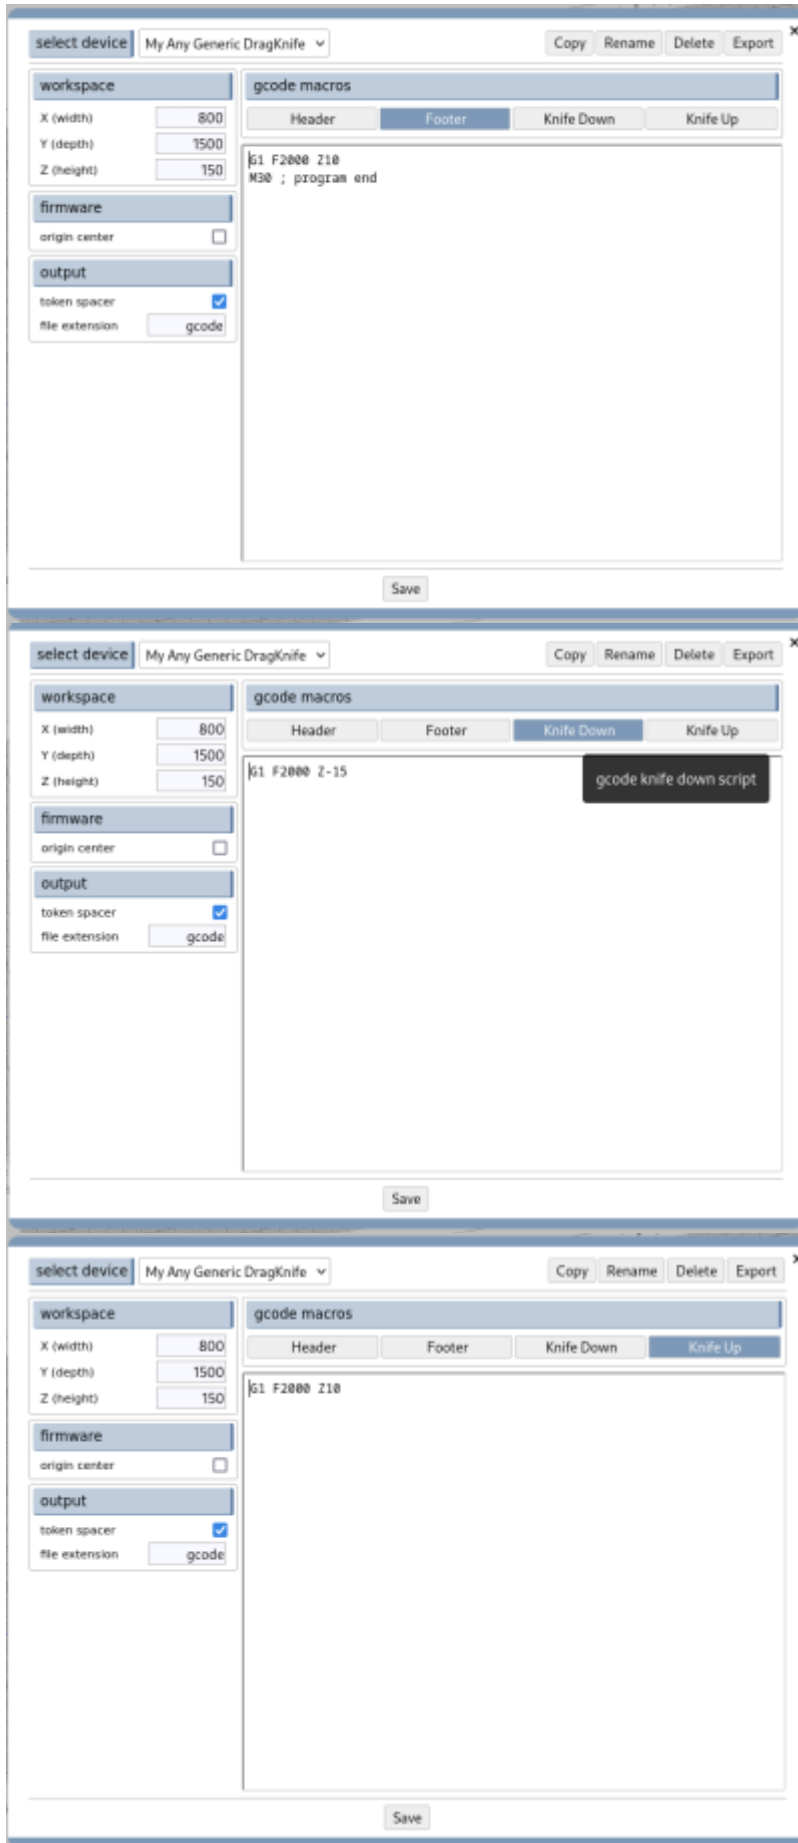 select device My Any Generic DragKnife Copy Rename Delete Export
workspace
X (width) 800
Y (depth) 1500
Z (height) 150
firmware
origin center
output
token spacer
file extension gcode
gcode macros
Header Footer Knife Down Knife Up
G1 F2000 Z10
M30 ; program end
Save
select device My Any Generic DragKnife Copy Rename Delete Export
workspace
X (width) 800
Y (depth) 1500
Z (height) 150
firmware
origin center
output
token spacer
file extension gcode
gcode macros
Header Footer Knife Down Knife Up
G1 F2000 Z-15
gcode knife down script
Save
select device My Any Generic DragKnife Copy Rename Delete Export
workspace
X (width) 800
Y (depth) 1500
Z (height) 150
firmware
origin center
output
token spacer
file extension gcode
gcode macros
Header Footer Knife Down Knife Up
G1 F2000 Z10
Save